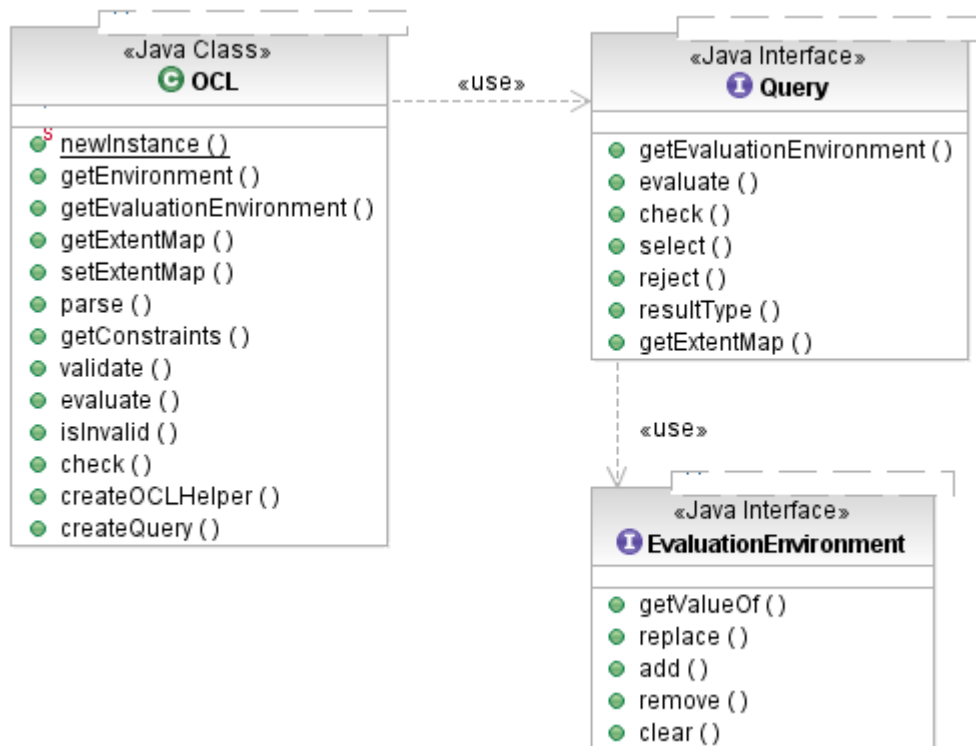 «Java Class»
C OCL
S newInstance ( )
getEnvironment ( )
getEvaluationEnvironment ( )
getExtentMap ( )
setExtentMap ( )
parse ( )
getConstraints ( )
validate ( )
evaluate ( )
isInvalid ( )
check ( )
createOCLHelper ( )
createQuery ( )
«use»
«Java Interface»
I Query
getEvaluationEnvironment ( )
evaluate ( )
check ( )
select ( )
reject ( )
resultType ( )
getExtentMap ( )
«use»
«Java Interface»
I EvaluationEnvironment
getValueOf ( )
replace ( )
add ( )
remove ( )
clear ( )